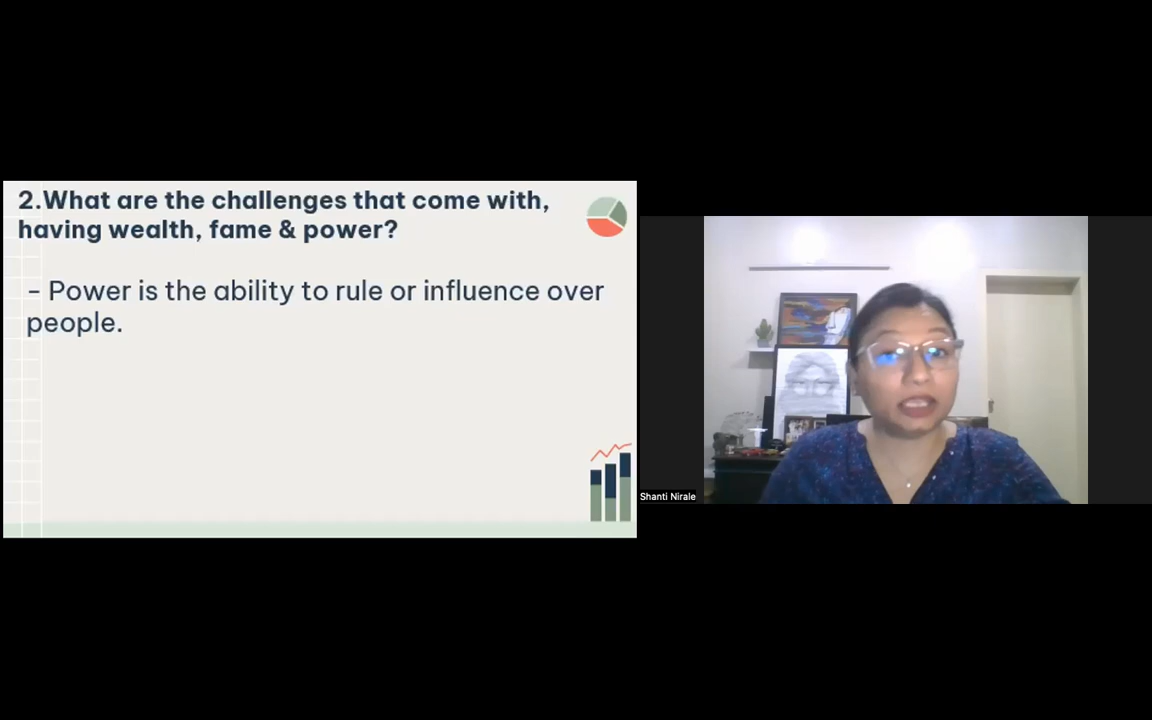 2.What are the challenges that come with,
having wealth, fame & power?
- Power is the ability to rule or influence over
people.
Shanti Nirale